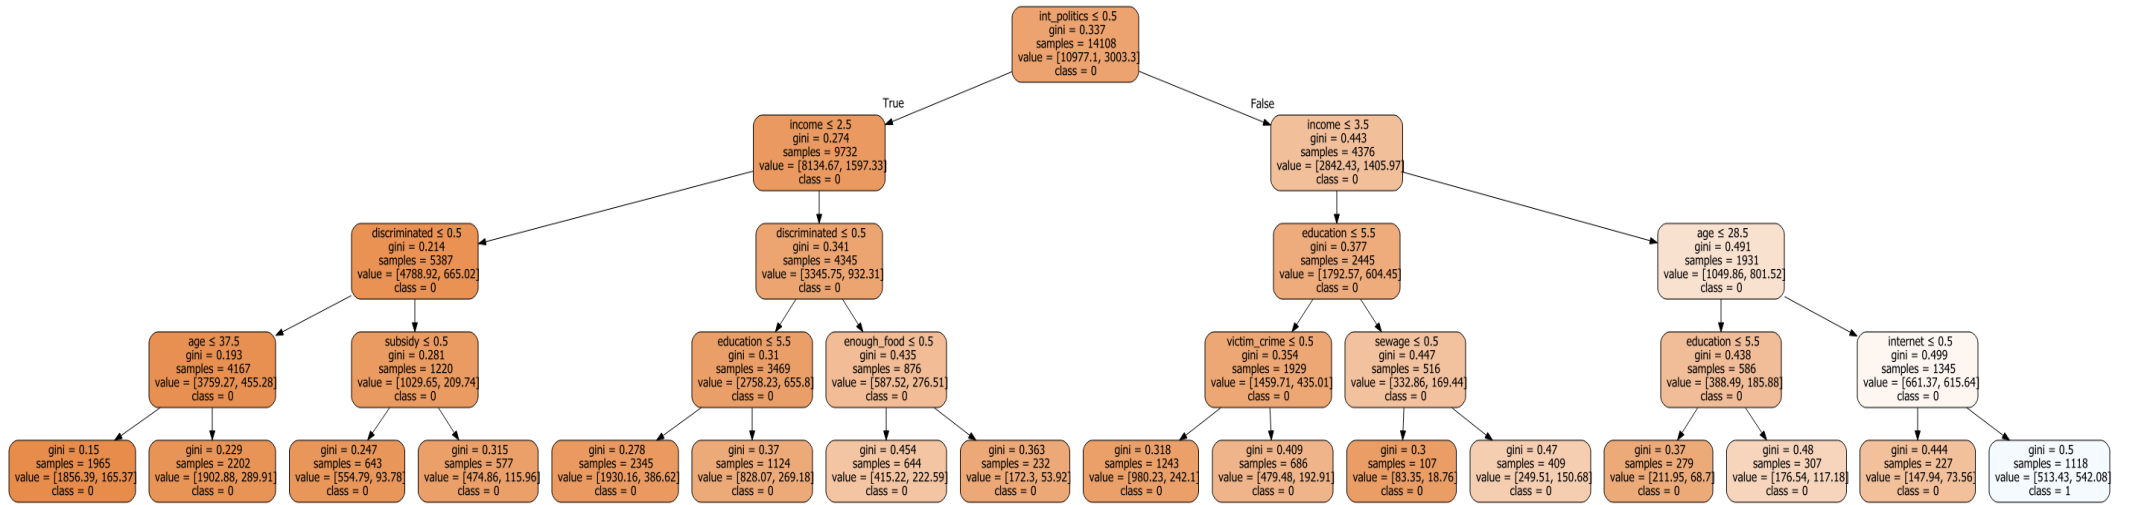 int_politics ≤ 0.5
gini = 0.337
samples = 14108
value = [10977.1, 3003.3]
class = 0
True
False
income ≤ 2.5
gini = 0.274
samples = 9732
value = [8134.67, 1597.33]
class = 0
income ≤ 3.5
gini = 0.443
samples = 4376
value = [2842.43, 1405.97]
class = 0
discriminated ≤ 0.5
gini = 0.214
samples = 5387
value = [4788.92, 665.02]
class = 0
discriminated ≤ 0.5
gini = 0.341
samples = 4345
value = [3345.75, 932.31]
class = 0
education ≤ 5.5
gini = 0.377
samples = 2445
value = [1792.57, 604.45]
class = 0
age ≤ 28.5
gini = 0.491
samples = 1931
value = [1049.86, 801.52]
class = 0
age ≤ 37.5
gini = 0.193
samples = 4167
value = [3759.27, 455.28]
class = 0
subsidy ≤ 0.5
gini = 0.281
samples = 1220
value = [1029.65, 209.74]
class = 0
education ≤ 5.5
gini = 0.31
samples = 3469
value = [2758.23, 655.8]
class = 0
enough_food ≤ 0.5
gini = 0.435
samples = 876
value = [587.52, 276.51]
class = 0
victim_crime ≤ 0.5
gini = 0.354
samples = 1929
value = [1459.71, 435.01]
class = 0
sewage ≤ 0.5
gini = 0.447
samples = 516
value = [332.86, 169.44]
class = 0
education ≤ 5.5
gini = 0.438
samples = 586
value = [388.49, 185.88]
class = 0
internet ≤ 0.5
gini = 0.499
samples = 1345
value = [661.37, 615.64]
class = 0
gini = 0.15
samples = 1965
value = [1856.39, 165.37]
class = 0
gini = 0.229
samples = 2202
value = [1902.88, 289.91]
class = 0
gini = 0.247
samples = 643
value = [554.79, 93.78]
class = 0
gini = 0.315
samples = 577
value = [474.86, 115.96]
class = 0
gini = 0.278
samples = 2345
value = [1930.16, 386.62]
class = 0
gini = 0.37
samples = 1124
value = [828.07, 269.18]
class = 0
gini = 0.454
samples = 644
value = [415.22, 222.59]
class = 0
gini = 0.363
samples = 232
value = [172.3, 53.92]
class = 0
gini = 0.318
samples = 1243
value = [980.23, 242.1]
class = 0
gini = 0.409
samples = 686
value = [479.48, 192.91]
class = 0
gini = 0.3
samples = 107
value = [83.35, 18.76]
class = 0
gini = 0.47
samples = 409
value = [249.51, 150.68]
class = 0
gini = 0.37
samples = 279
value = [211.95, 68.7]
class = 0
gini = 0.48
samples = 307
value = [176.54, 117.18]
class = 0
gini = 0.444
samples = 227
value = [147.94, 73.56]
class = 0
gini = 0.5
samples = 1118
value = [513.43, 542.08]
class = 1